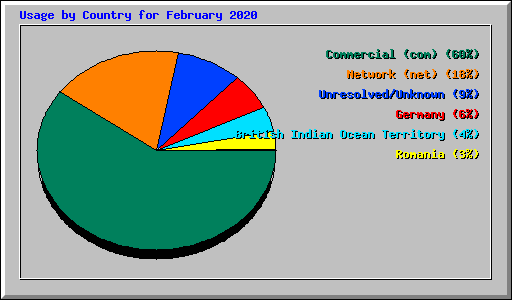 Usage by Country for February 2020
Commercial (com) (60%)
Network (net) (18%)
Unresolved/Unknown (9%)
Germany (6%)
British Indian Ocean Territory (4%)
Romania (3%)